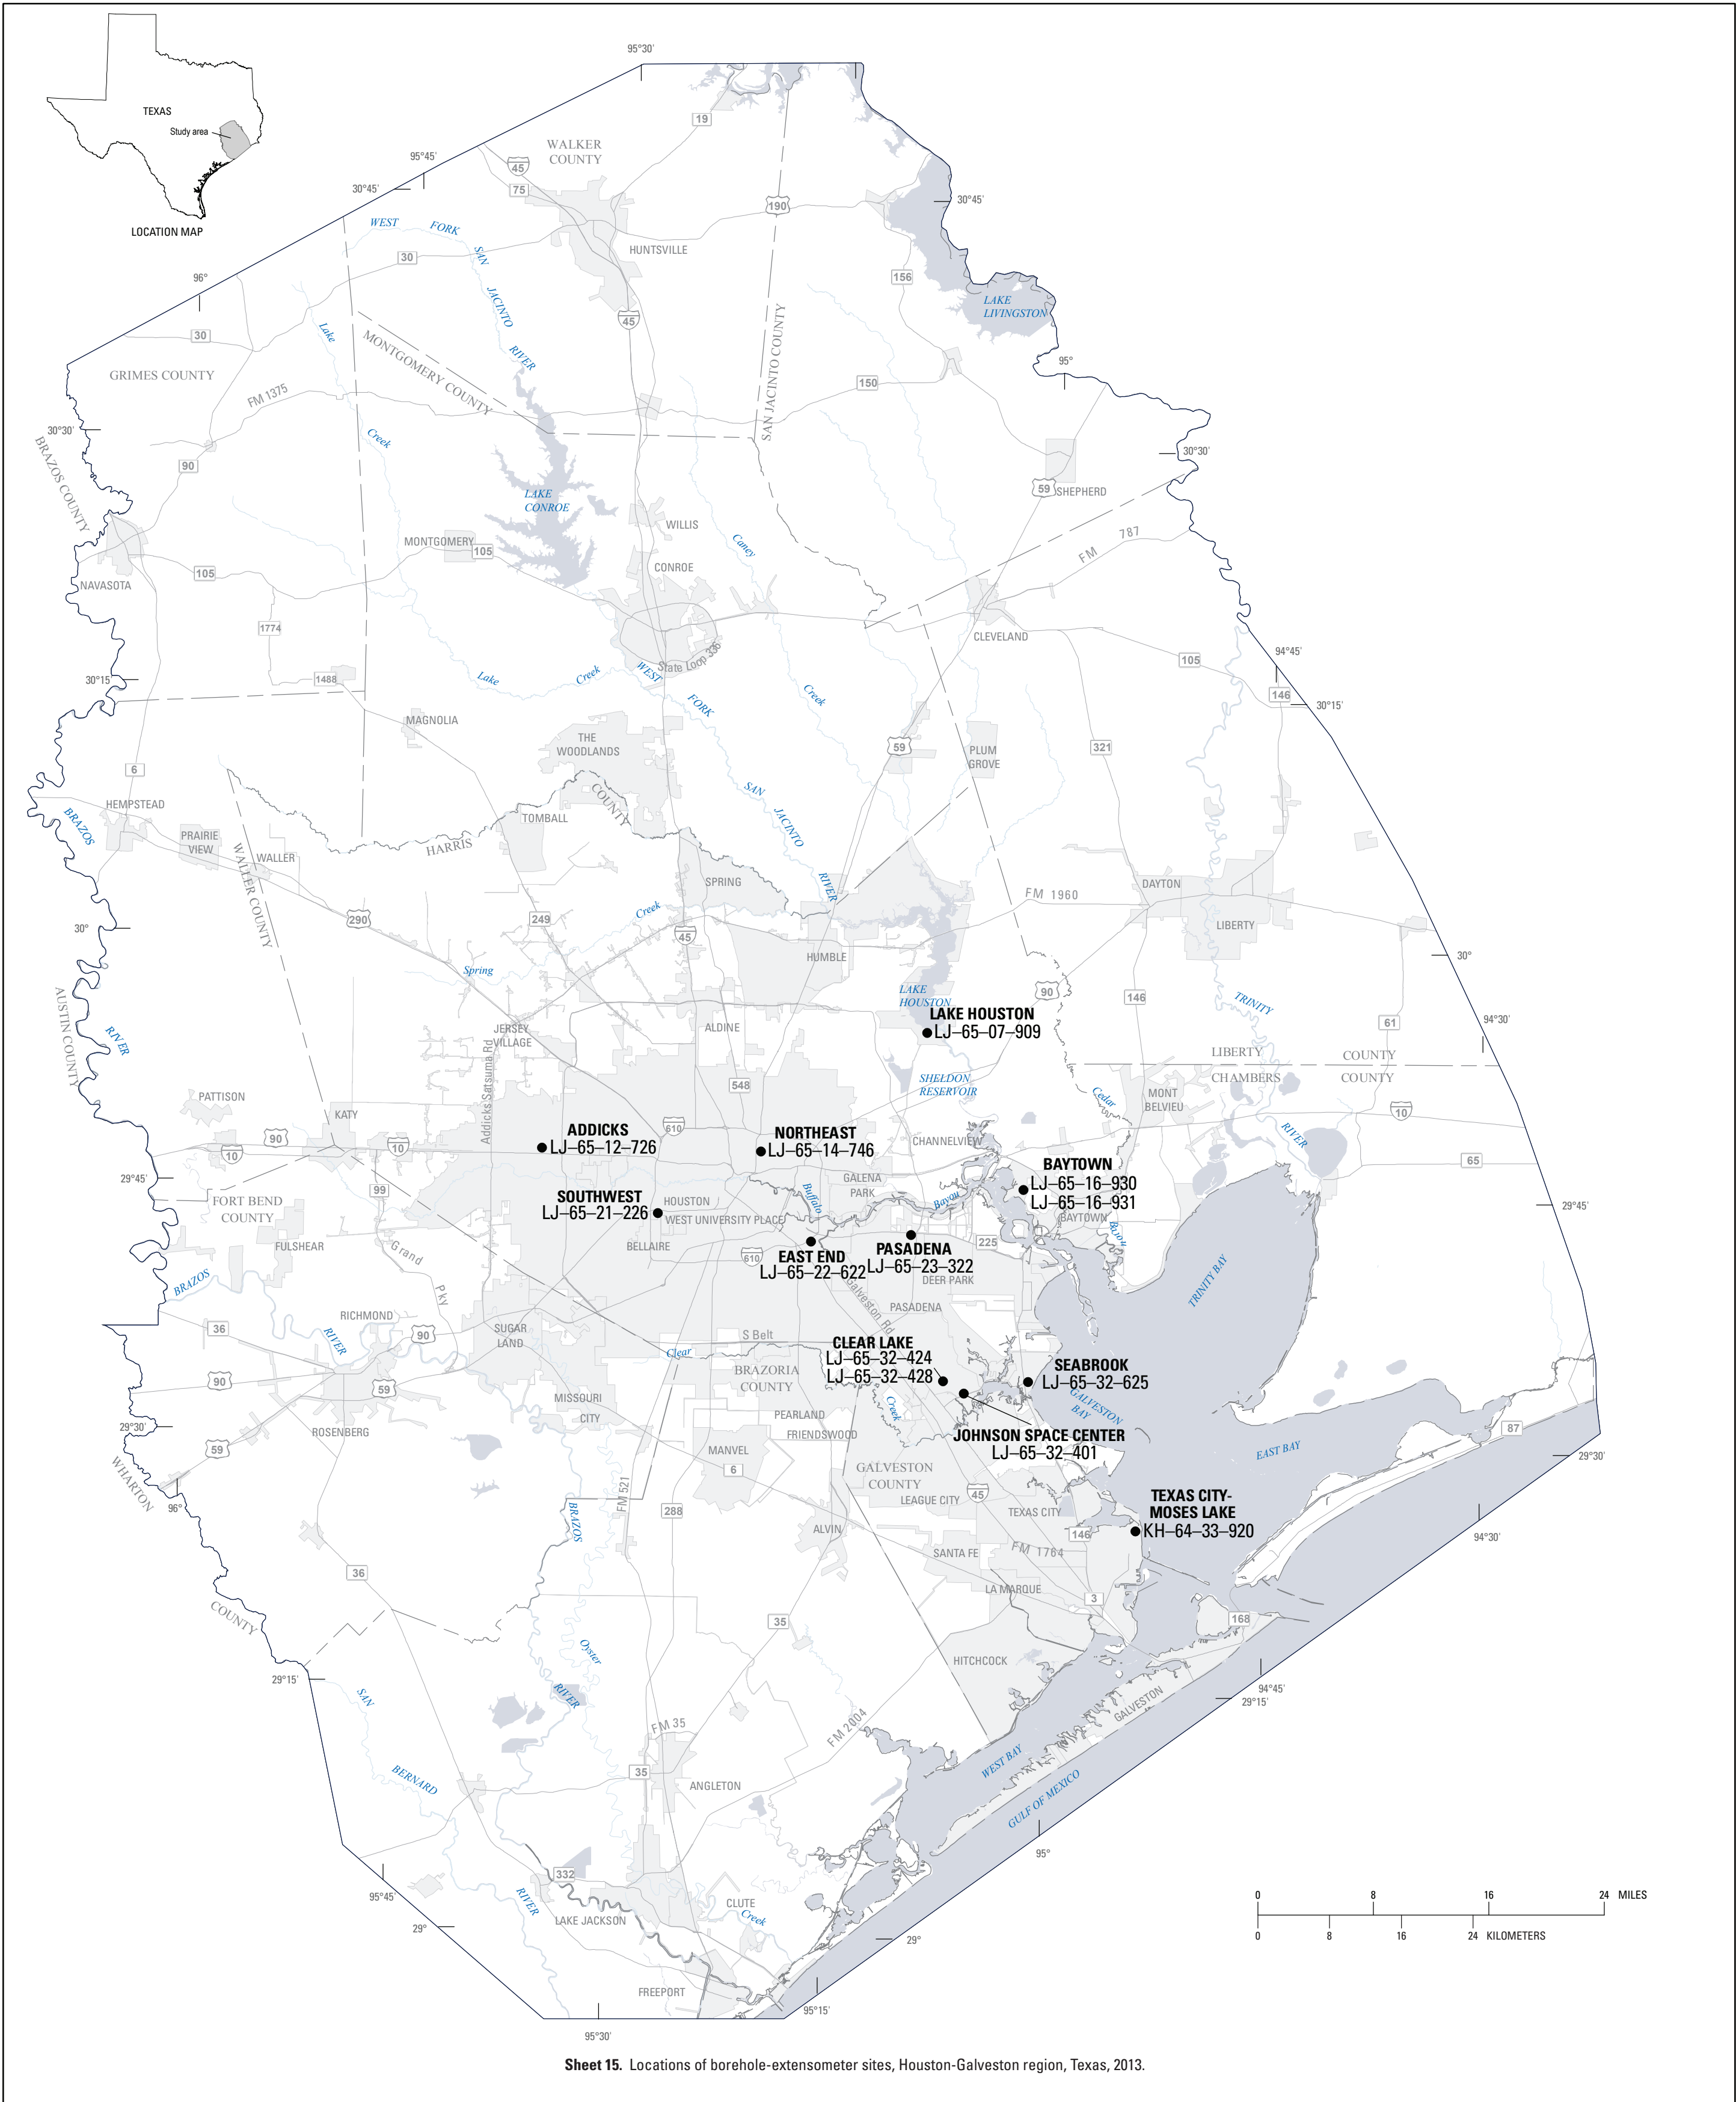 95°30'
TEXAS
Study area
LOCATION MAP
19
WALKER
COUNTY
95°45'
45
75
30°45'
190
30°45'
WEST FORK SAN JACINTO RIVER
HUNTSVILLE
30
156
96°
LAKE
LIVINGSTON
45
30
Lake
MONTGOMERY COUNTY
SAN JACINTO COUNTY
95°
GRIMES COUNTY
150
FM 1375
30°30'
Creek
30°30'
BRAZOS COUNTY
90
59
SHEPHERD
LAKE
CONROE
WILLIS
MONTGOMERY
105
Caney
FM 787
CONROE
105
NAVASOTA
1774
CLEVELAND
State Loop 336
105
94°45'
30°15'
1488
Lake
Creek
WEST
146
30°15'
FORK
Creek
MAGNOLIA
THE
WOODLANDS
59
PLUM
GROVE
321
6
SAN
HEMPSTEAD
BRAZOS
COUNTY
TOMBALL
JACINTO
PRAIRIE
VIEW
WALLER
HARRIS
WALLER COUNTY
SPRING
RIVER
DAYTON
FM 1960
290
249
Creek
LIBERTY
30°
45
HUMBLE
30°
Spring
AUSTIN COUNTY
LAKE
HOUSTON
90
146
TRINITY
LAKE HOUSTON
LJ–65–07–909
RIVER
JERSEY
VILLAGE
ALDINE
61
94°30'
Addicks Satsuma Rd
LIBERTY COUNTY
CHAMBERS COUNTY
SHELDON
RESERVOIR
548
Cedar
MONT
BELVIEU
PATTISON
KATY
10
ADDICKS
LJ–65–12–726
610
NORTHEAST
LJ–65–14–746
CHANNELVIEW
RIVER
90
10
10
65
BAYTOWN
LJ–65–16–930
LJ–65–16–931
29°45'
99
GALENA
PARK
FORT BEND
COUNTY
SOUTHWEST
LJ–65–21–226
HOUSTON
WEST UNIVERSITY PLACE
Buffalo
Bayou
BAYTOWN
29°45'
FULSHEAR
Grand
BELLAIRE
610
EAST END
LJ–65–22–622
PASADENA
LJ–65–23–322
225
Bayou
DEER PARK
BRAZOS
Pky
Galveston Rd
TRINITY BAY
RICHMOND
PASADENA
36
RIVER
90
SUGAR
LAND
S Belt
CLEAR LAKE
LJ–65–32–424
LJ–65–32–428
Clear
SEABROOK
LJ–65–32–625
90
59
BRAZORIA
COUNTY
GALVESTON
BAY
MISSOURI
CITY
Creek
29°30'
ROSENBERG
PEARLAND
FRIENDSWOOD
JOHNSON SPACE CENTER
LJ–65–32–401
87
59
MANVEL
EAST BAY
29°30'
WHARTON
6
GALVESTON
COUNTY
96°
FM 521
LEAGUE CITY
45
TEXAS CITY-
MOSES LAKE
KH–64–33–920
BRAZOS
288
TEXAS CITY
ALVIN
146
94°30'
SANTA FE
FM 1764
36
LA MARQUE
3
COUNTY
35
168
Oyster
HITCHCOCK
29°15'
94°45'
SAN
RIVER
GALVESTON
29°15'
FM 35
FM 2004
WEST BAY
35
BERNARD
ANGLETON
GULF OF MEXICO
95°
332
95°45'
RIVER
CLUTE
Creek
0 8 16 24 MILES
0 8 16 24 KILOMETERS
LAKE JACKSON
29°
29°
FREEPORT
95°15'
95°30'
Sheet 15. Locations of borehole-extensometer sites, Houston-Galveston region, Texas, 2013.